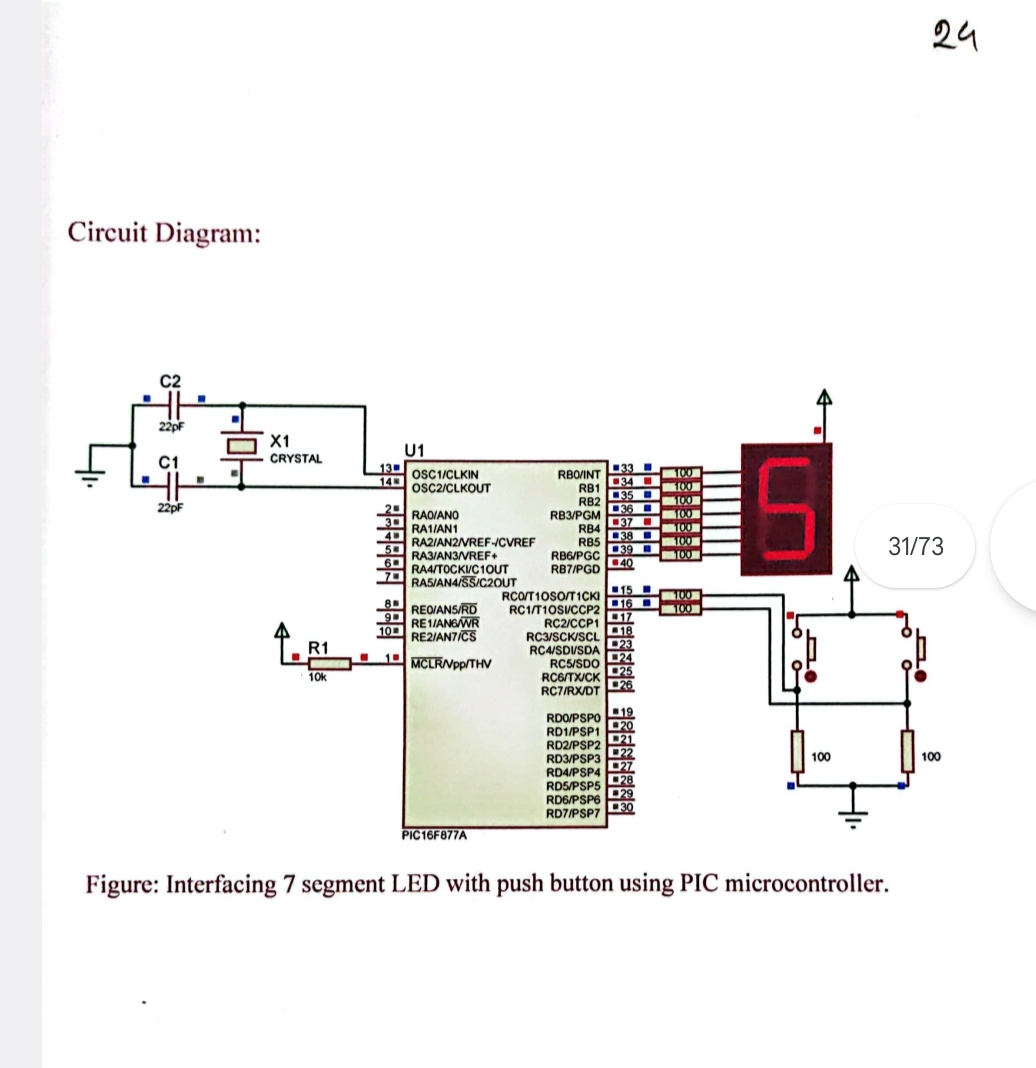 24
Circuit Diagram:
C2
22pF
X1
CRYSTAL
C1
22pF
U1
13 OSC1/CLKIN
14 OSC2/CLKOUT
2 RA0/AN0
3 RA1/AN1
4 RA2/AN2/VREF-/CVREF
5 RA3/AN3/VREF+
6 RA4/T0CKI/C1OUT
7 RA5/AN4/SS/C2OUT
8 RE0/AN5/RD
9 RE1/AN6/WR
10 RE2/AN7/CS
1 MCLR/Vpp/THV
R1
10k
RB0/INT 33 100
RB1 34 100
RB2 35 100
RB3/PGM 36 100
RB4 37 100
RB5 38 100
RB6/PGC 39 100
RB7/PGD 40
RC0/T1OSO/T1CKI 15 100
RC1/T1OSI/CCP2 16 100
RC2/CCP1 17
RC3/SCK/SCL 18
RC4/SDI/SDA 23
RC5/SDO 24
RC6/TX/CK 25
RC7/RX/DT 26
RD0/PSP0 19
RD1/PSP1 20
RD2/PSP2 21
RD3/PSP3 22
RD4/PSP4 27
RD5/PSP5 28
RD6/PSP6 29
RD7/PSP7 30
PIC16F877A
5
31/73
100
100
Figure: Interfacing 7 segment LED with push button using PIC microcontroller.